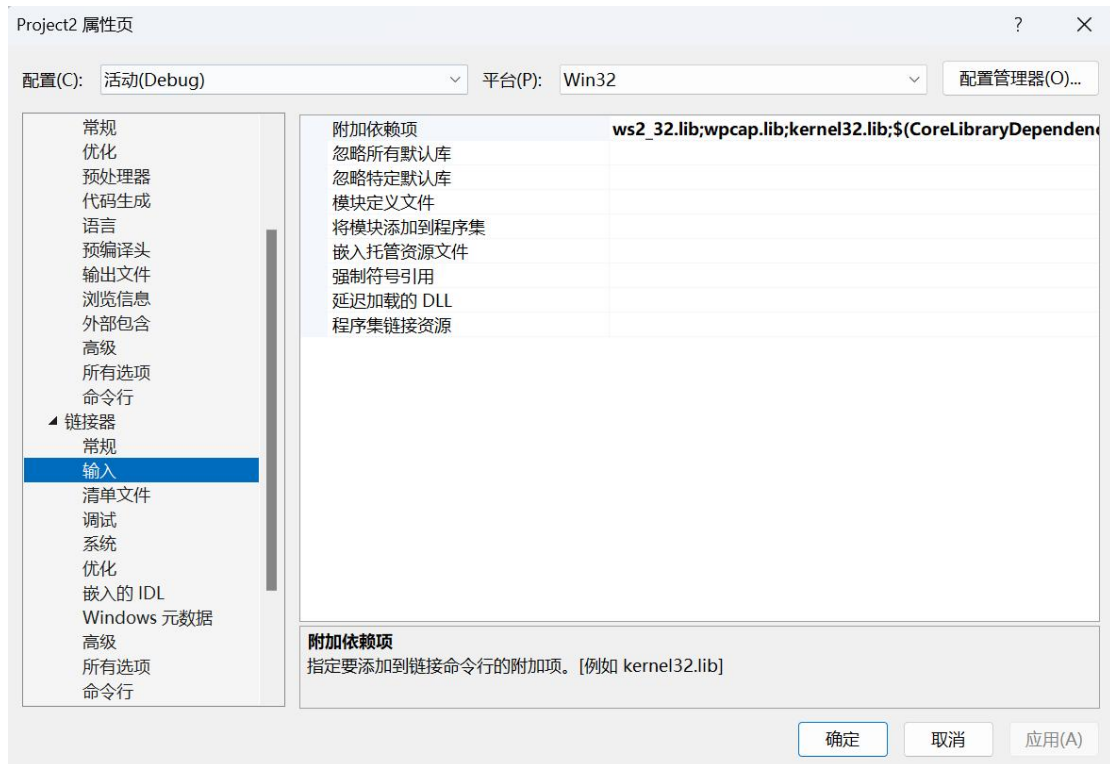 Project2 属性页
?
配置(C): 活动(Debug) 平台(P): Win32 配置管理器(O)...
常规
优化
预处理器
代码生成
语言
预编译头
输出文件
浏览信息
外部包含
高级
所有选项
命令行
链接器
常规
输入
清单文件
调试
系统
优化
嵌入的 IDL
Windows 元数据
高级
所有选项
命令行
附加依赖项 ws2_32.lib;wpcap.lib;kernel32.lib;$(CoreLibraryDependenc
忽略所有默认库
忽略特定默认库
模块定义文件
将模块添加到程序集
嵌入托管资源文件
强制符号引用
延迟加载的 DLL
程序集链接资源
附加依赖项
指定要添加到链接命令行的附加项。[例如 kernel32.lib]
确定 取消 应用(A)